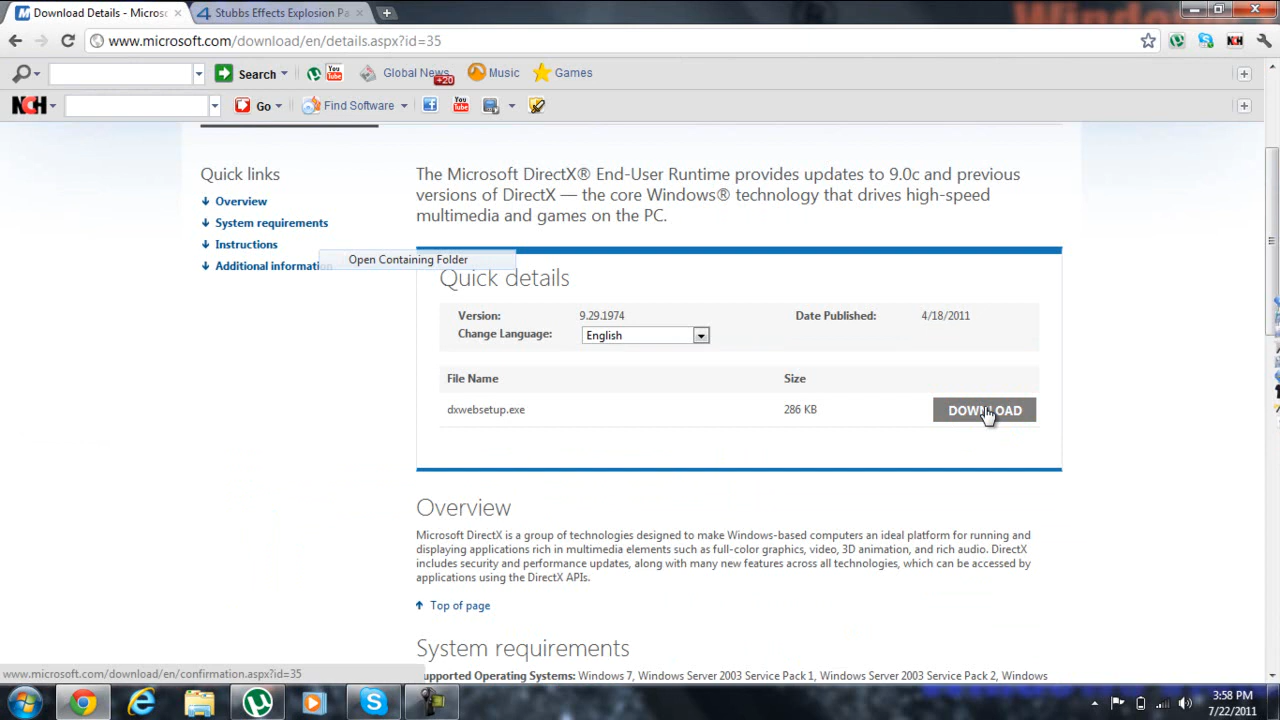 Download Details - Microso
Stubbs Effects Explosion Pa
www.microsoft.com/download/en/details.aspx?id=35
Search
You Tube
Global News
+20
Music
Games
NCH
Go
Find Software
You Tube
Quick links
Overview
System requirements
Instructions
Additional information
Open Containing Folder
The Microsoft DirectX® End-User Runtime provides updates to 9.0c and previous
versions of DirectX — the core Windows® technology that drives high-speed
multimedia and games on the PC.
Quick details
Version: 9.29.1974 Date Published: 4/18/2011
Change Language: English
File Name Size
dxwebsetup.exe 286 KB DOWNLOAD
Overview
Microsoft DirectX is a group of technologies designed to make Windows-based computers an ideal platform for running and
displaying applications rich in multimedia elements such as full-color graphics, video, 3D animation, and rich audio. DirectX
includes security and performance updates, along with many new features across all technologies, which can be accessed by
applications using the DirectX APIs.
Top of page
System requirements
Supported Operating Systems: Windows 7, Windows Server 2003 Service Pack 1, Windows Server 2003 Service Pack 2, Windows
www.microsoft.com/download/en/confirmation.aspx?id=35
3:58 PM
7/22/2011